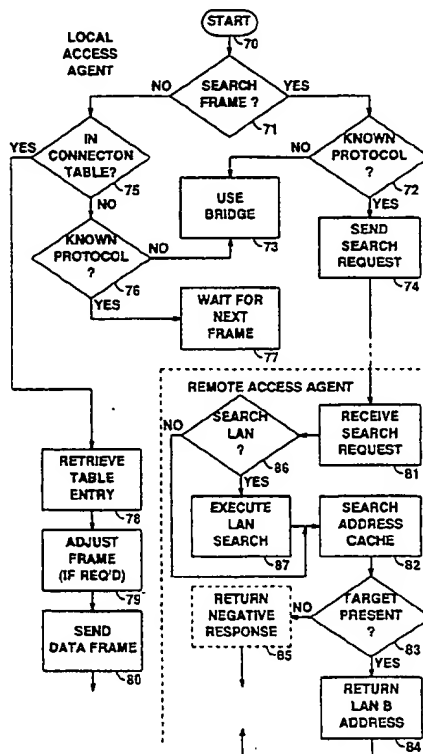 START
70
LOCAL
ACCESS
AGENT
NO
SEARCH
FRAME ?
YES
71
YES
IN
CONNECTON
TABLE?
75
NO
KNOWN
PROTOCOL
?
72
NO
YES
USE
BRIDGE
73
NO
KNOWN
PROTOCOL
?
76
NO
YES
SEND
SEARCH
REQUEST
74
WAIT FOR
NEXT
FRAME
77
REMOTE ACCESS AGENT
NO
SEARCH
LAN
?
86
YES
RECEIVE
SEARCH
REQUEST
81
RETRIEVE
TABLE
ENTRY
78
EXECUTE
LAN
SEARCH
87
SEARCH
ADDRESS
CACHE
82
ADJUST
FRAME
(IF REQ'D)
79
RETURN
NEGATIVE
RESPONSE
85
NO
TARGET
PRESENT
?
83
YES
SEND
DATA FRAME
80
RETURN
LAN B
ADDRESS
84